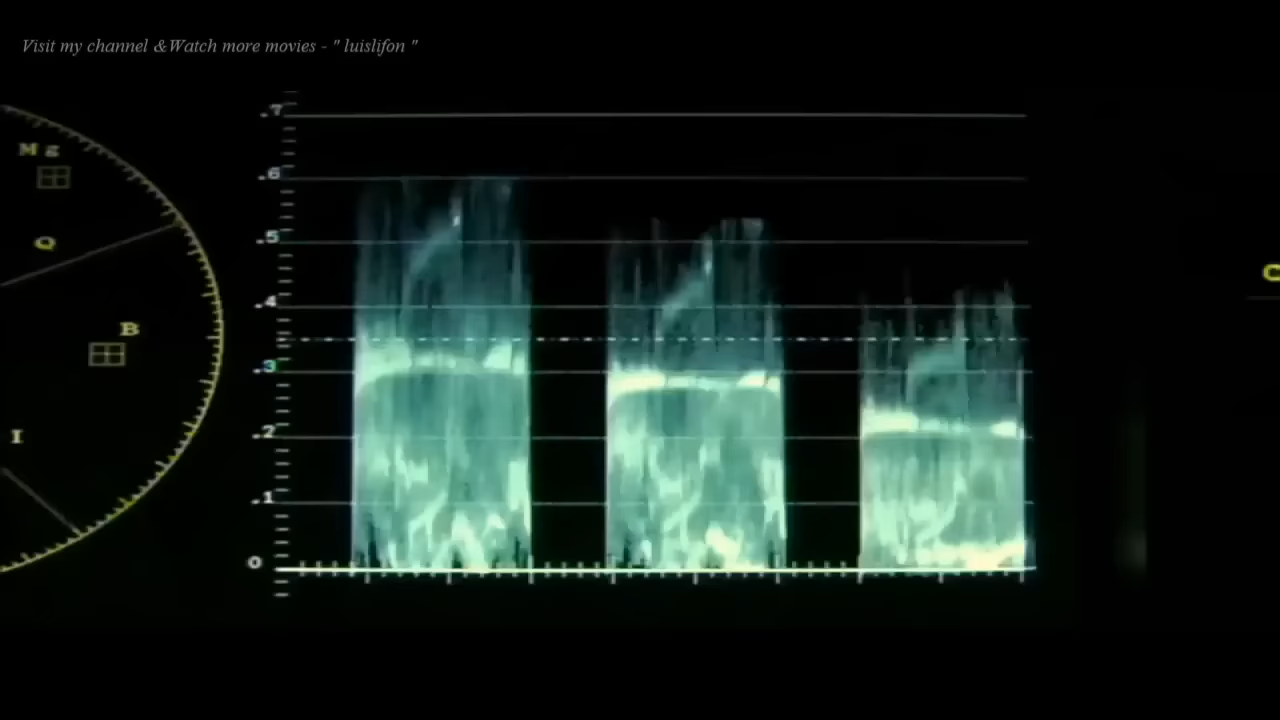 Visit my channel &Watch more movies - " luislifon "
.7
Mg
.6
Q
.5
C
.4
B
.3
I
.2
.1
0